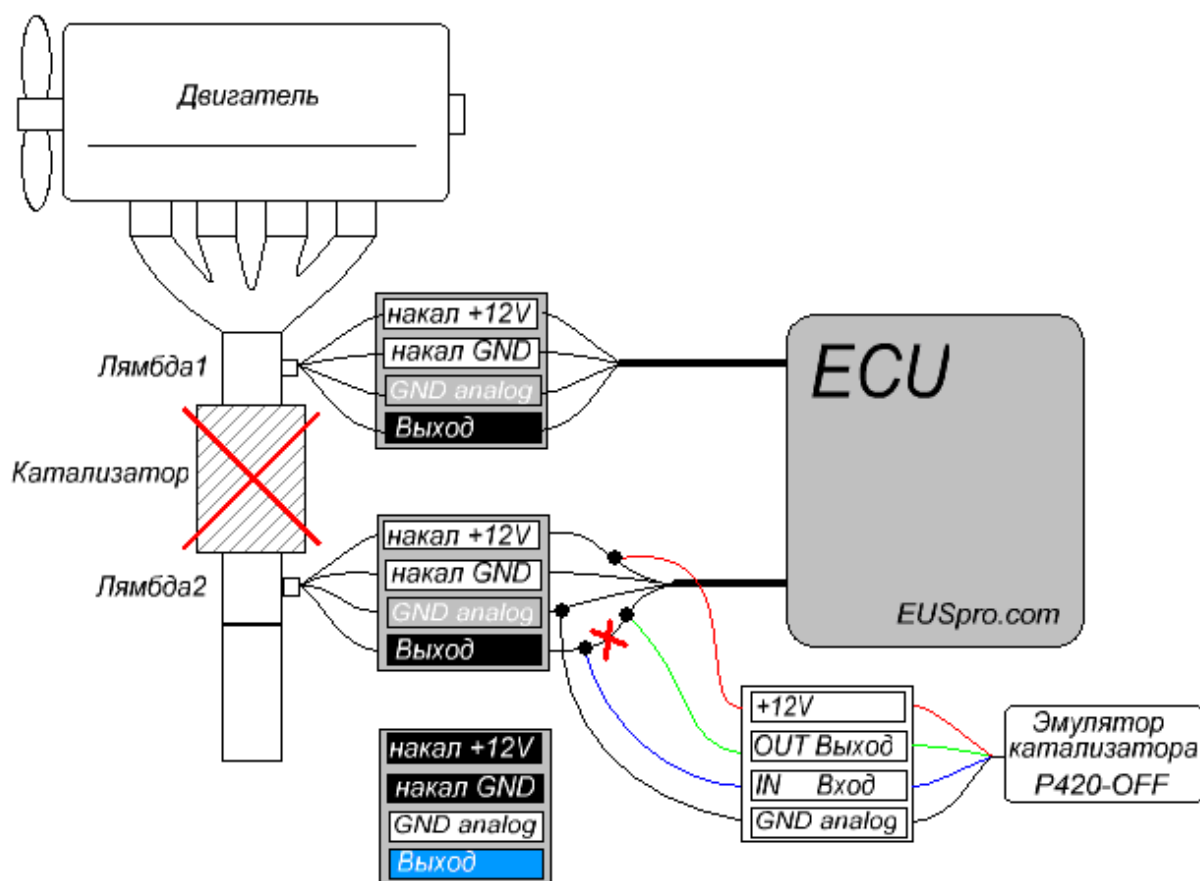 Двигатель
Лямбда1
накал +12V
накал GND
GND analog
Выход
ECU
EUSpro.com
Катализатор
Лямбда2
накал +12V
накал GND
GND analog
Выход
+12V
OUT Выход
IN Вход
GND analog
Эмулятор
катализатора
P420-OFF
накал +12V
накал GND
GND analog
Выход